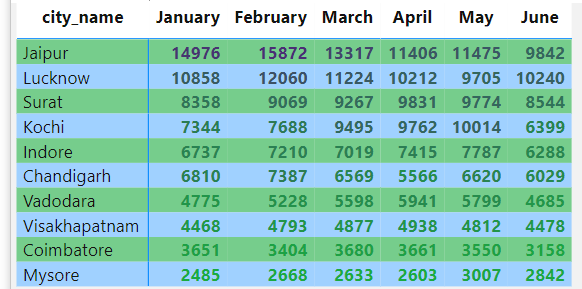 city_name January February March April May June
Jaipur 14976 15872 13317 11406 11475 9842
Lucknow 10858 12060 11224 10212 9705 10240
Surat 8358 9069 9267 9831 9774 8544
Kochi 7344 7688 9495 9762 10014 6399
Indore 6737 7210 7019 7415 7787 6288
Chandigarh 6810 7387 6569 5566 6620 6029
Vadodara 4775 5228 5598 5941 5799 4685
Visakhapatnam 4468 4793 4877 4938 4812 4478
Coimbatore 3651 3404 3680 3661 3550 3158
Mysore 2485 2668 2633 2603 3007 2842